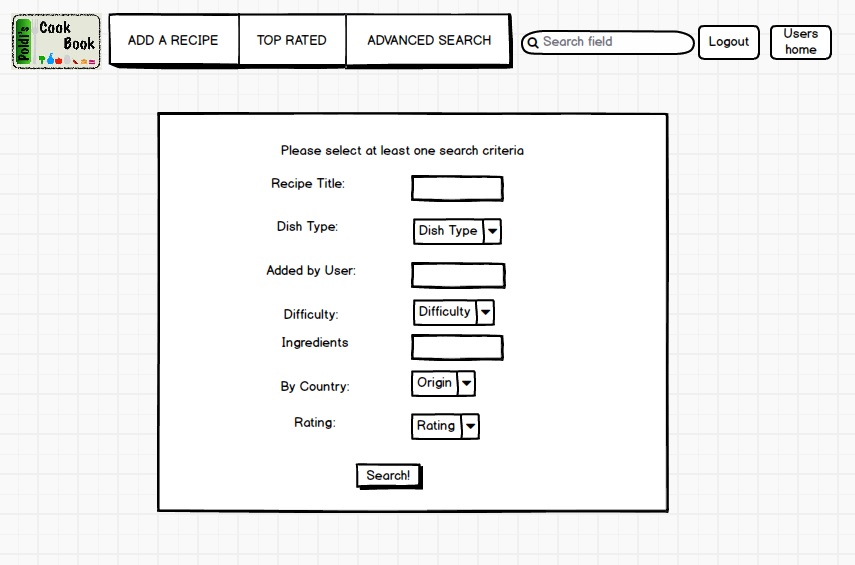 Poldi's
Cook
Book
ADD A RECIPE
TOP RATED
ADVANCED SEARCH
Search field
Logout
Users
home
Please select at least one search criteria
Recipe Title:
Dish Type:
Dish Type
Added by User:
Difficulty:
Difficulty
Ingredients
By Country:
Origin
Rating:
Rating
Search!